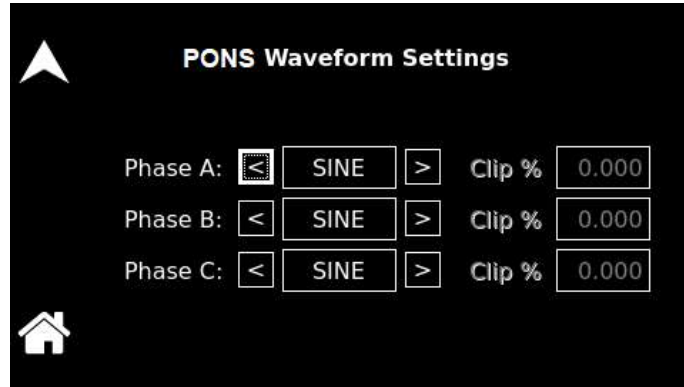 PONS Waveform Settings
Phase A: < SINE > Clip % 0.000
Phase B: < SINE > Clip % 0.000
Phase C: < SINE > Clip % 0.000